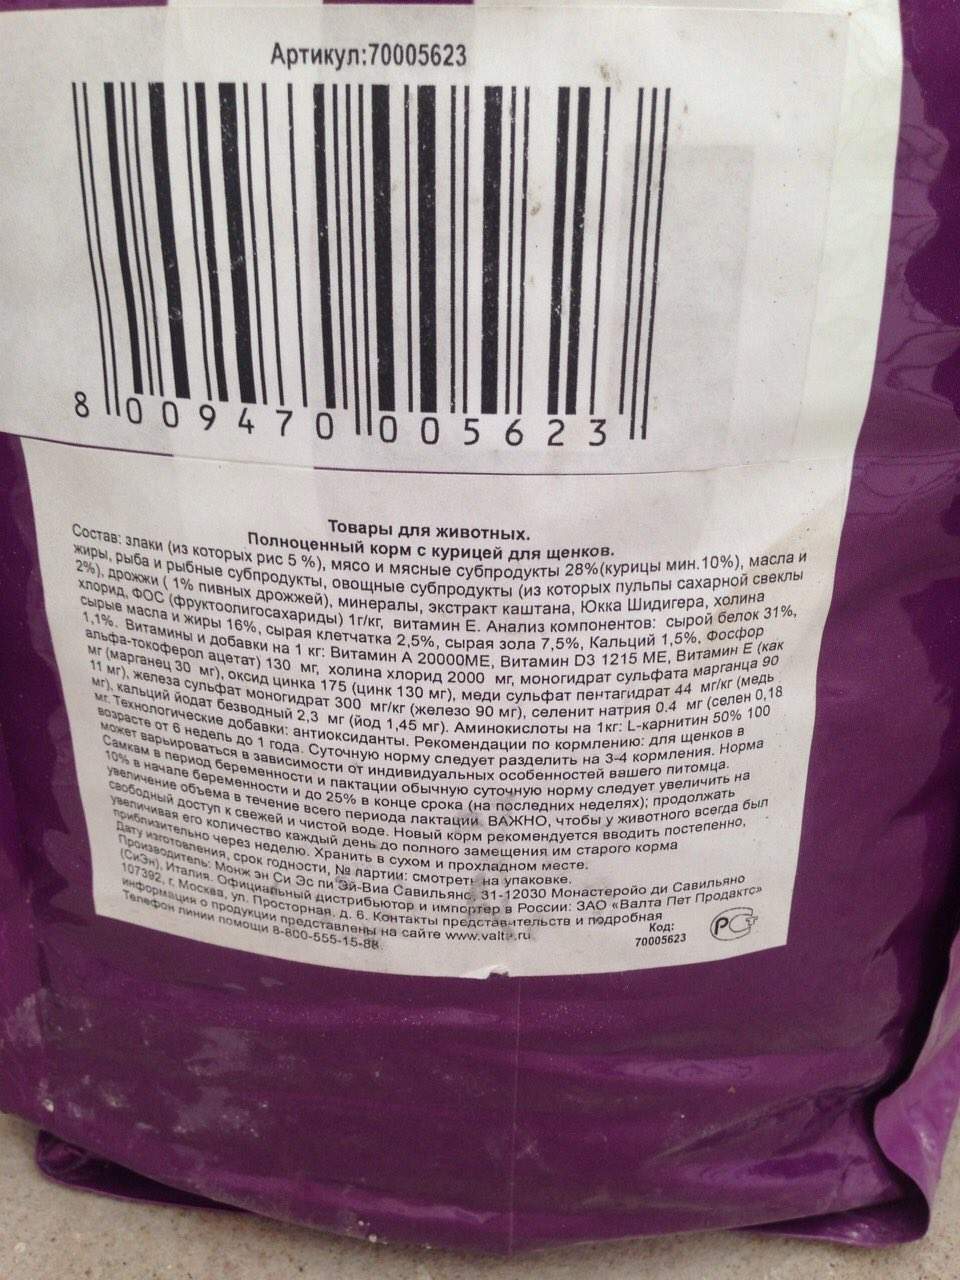 Артикул:70005623
8 009470 005623
Товары для животных.
Полноценный корм с курицей для щенков.
Состав: злаки (из которых рис 5 %), мясо и мясные субпродукты 28%(курицы мин.10%), масла и
жиры, рыба и рыбные субпродукты, овощные субпродукты (из которых пульпы сахарной свеклы
2%), дрожжи ( 1% пивных дрожжей), минералы, экстракт каштана, Юкка Шидигера, холина
хлорид, ФОС (фруктоолигосахариды) 1г/кг, витамин Е. Анализ компонентов: сырой белок 31%,
сырые масла и жиры 16%, сырая клетчатка 2,5%, сырая зола 7,5%, Кальций 1,5%, Фосфор
1,1%. Витамины и добавки на 1 кг: Витамин А 20000МЕ, Витамин D3 1215 МЕ, Витамин Е (как
альфа-токоферол ацетат) 130 мг, холина хлорид 2000 мг, моногидрат сульфата марганца 90
мг (марганец 30 мг), оксид цинка 175 (цинк 130 мг), меди сульфат пентагидрат 44 мг/кг (медь
11 мг), железа сульфат моногидрат 300 мг/кг (железо 90 мг), селенит натрия 0.4 мг (селен 0,18
мг), кальций йодат безводный 2,3 мг (йод 1,45 мг). Аминокислоты на 1кг: L-карнитин 50% 100
мг. Технологические добавки: антиоксиданты. Рекомендации по кормлению: для щенков в
возрасте от 6 недель до 1 года. Суточную норму следует разделить на 3-4 кормления. Норма
может варьироваться в зависимости от индивидуальных особенностей вашего питомца.
Самкам в период беременности и лактации обычную суточную норму следует увеличить на
10% в начале беременности и до 25% в конце срока (на последних неделях); продолжать
увеличение объема в течение всего периода лактации. ВАЖНО, чтобы у животного всегда был
свободный доступ к свежей и чистой воде. Новый корм рекомендуется вводить постепенно,
увеличивая его количество каждый день до полного замещения им старого корма
приблизительно через неделю. Хранить в сухом и прохладном месте.
Дату изготовления, срок годности, № партии: смотреть на упаковке.
Производитель: Монж эн Си Эс пи Эй-Виа Савильяно, 31-12030 Монастеройо ди Савильяно
(СиЭн), Италия. Официальный дистрибьютор и импортер в России: ЗАО «Валта Пет Продактс»
107392, г. Москва, ул. Просторная, д. 6. Контакты представительств и подробная
информация о продукции представлены на сайте www.valta.ru
Телефон линии помощи 8-800-555-15-88.
Код:
70005623
РСТ